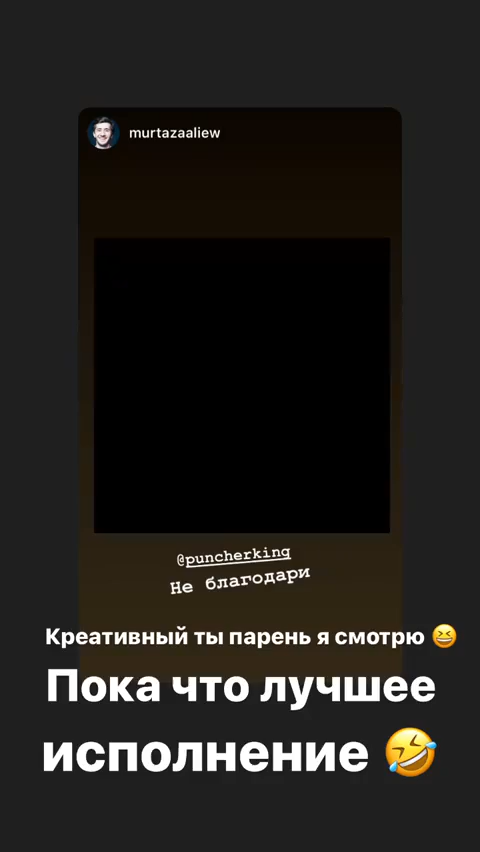 murtazaaliew
@puncherking
Не благодари
Креативный ты парень я смотрю 😆
Пока что лучшее
исполнение 🤣